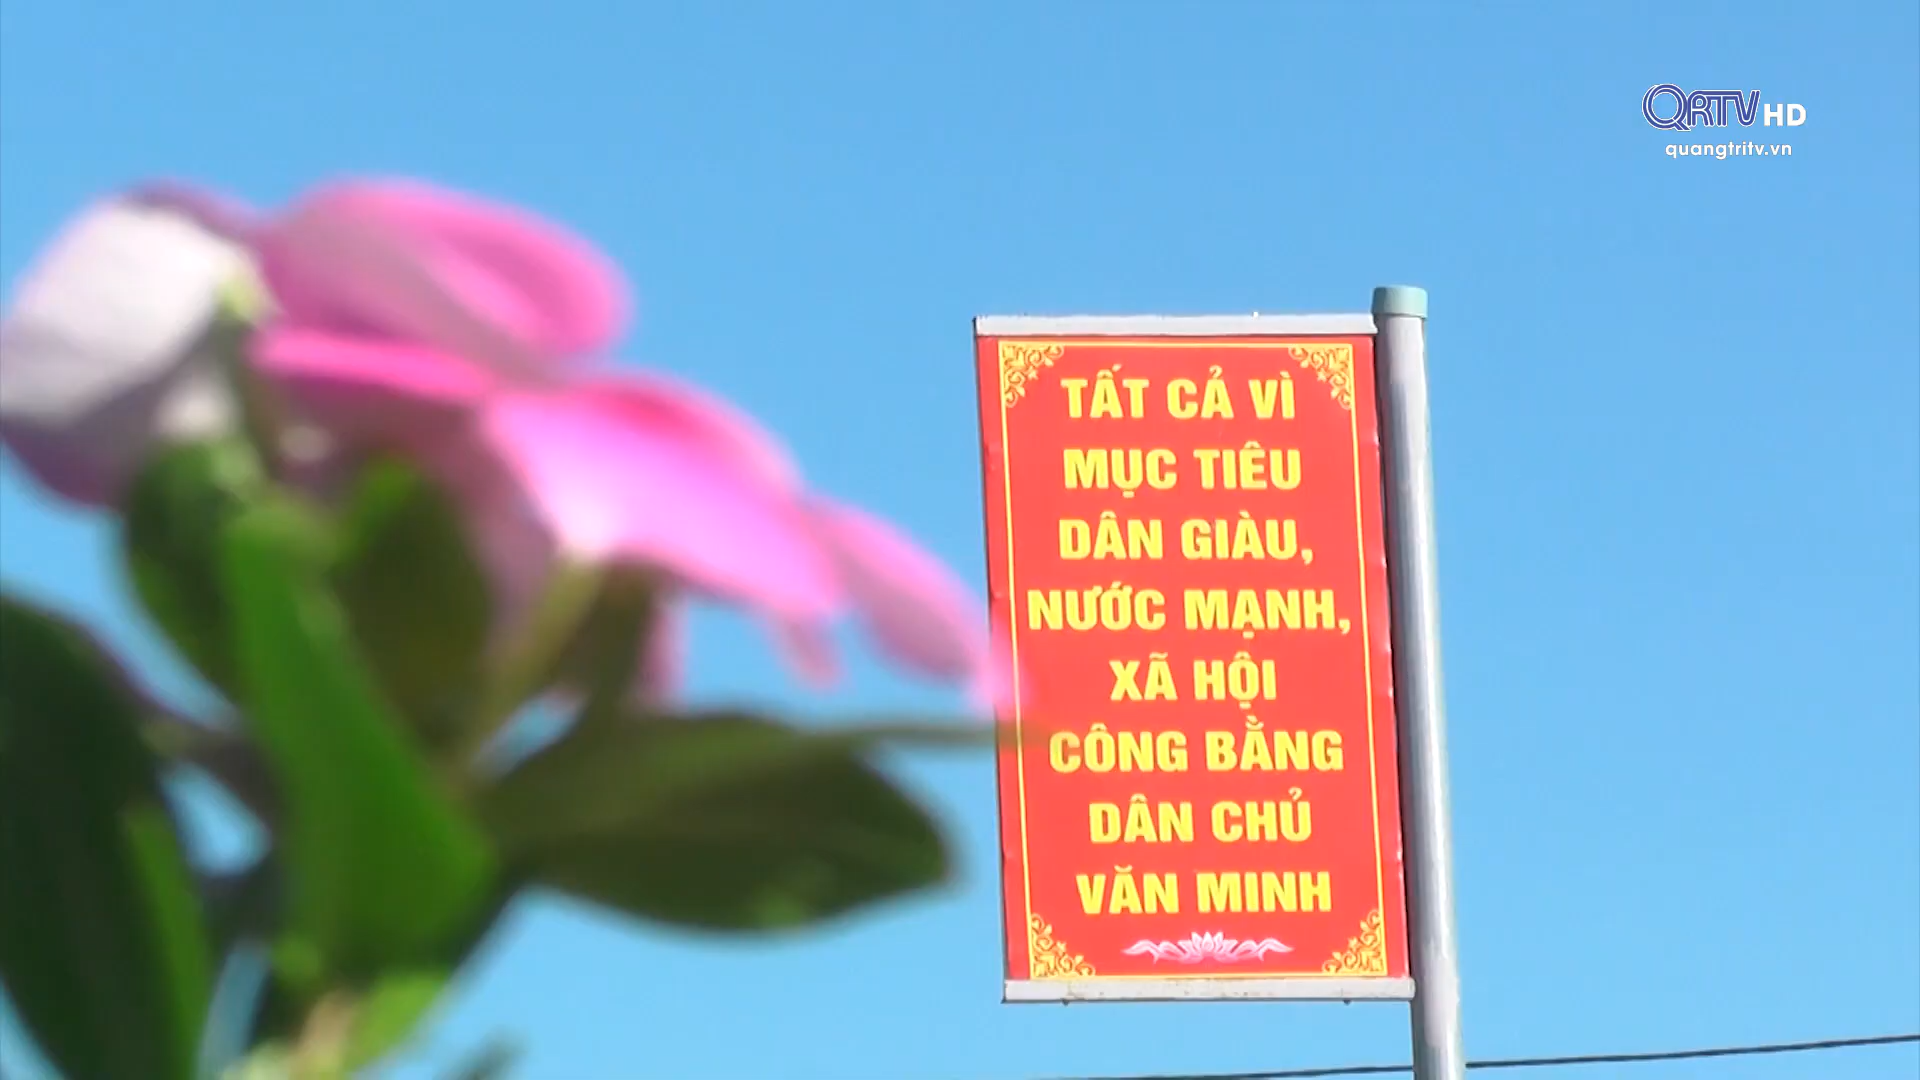 QRTV HD
quangtritv.vn
TẤT CẢ VÌ
MỤC TIÊU
DÂN GIÀU,
NƯỚC MẠNH,
XÃ HỘI
CÔNG BẰNG
DÂN CHỦ
VĂN MINH